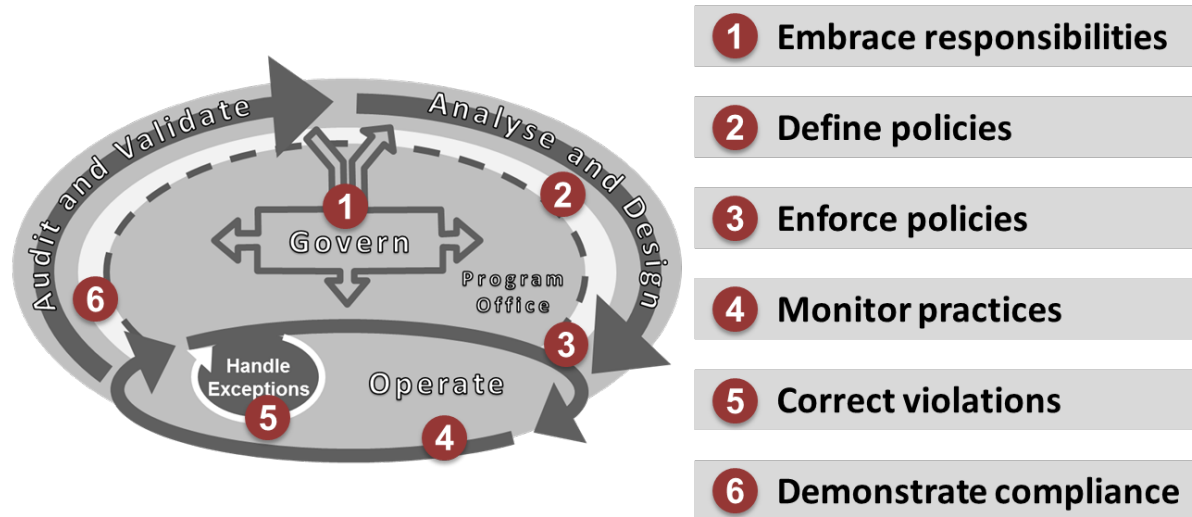 Audit and Validate
Analyse and Design
1
2
Govern
Program
Office
6
3
Handle
Exceptions
Operate
5
4
1 Embrace responsibilities
2 Define policies
3 Enforce policies
4 Monitor practices
5 Correct violations
6 Demonstrate compliance